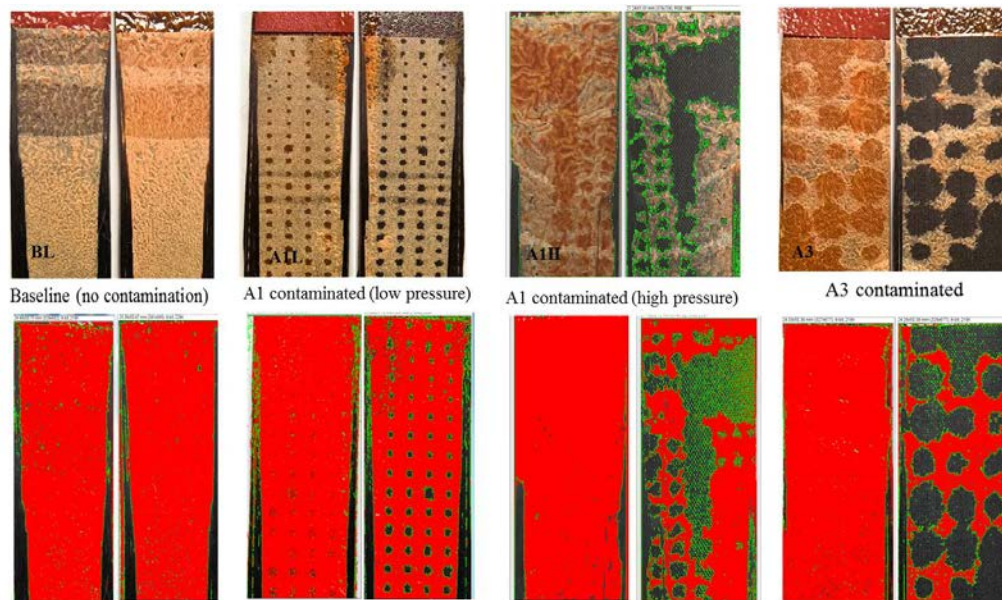 BL
A1L
A1H
A3
Baseline (no contamination)
A1 contaminated (low pressure)
A1 contaminated (high pressure)
A3 contaminated